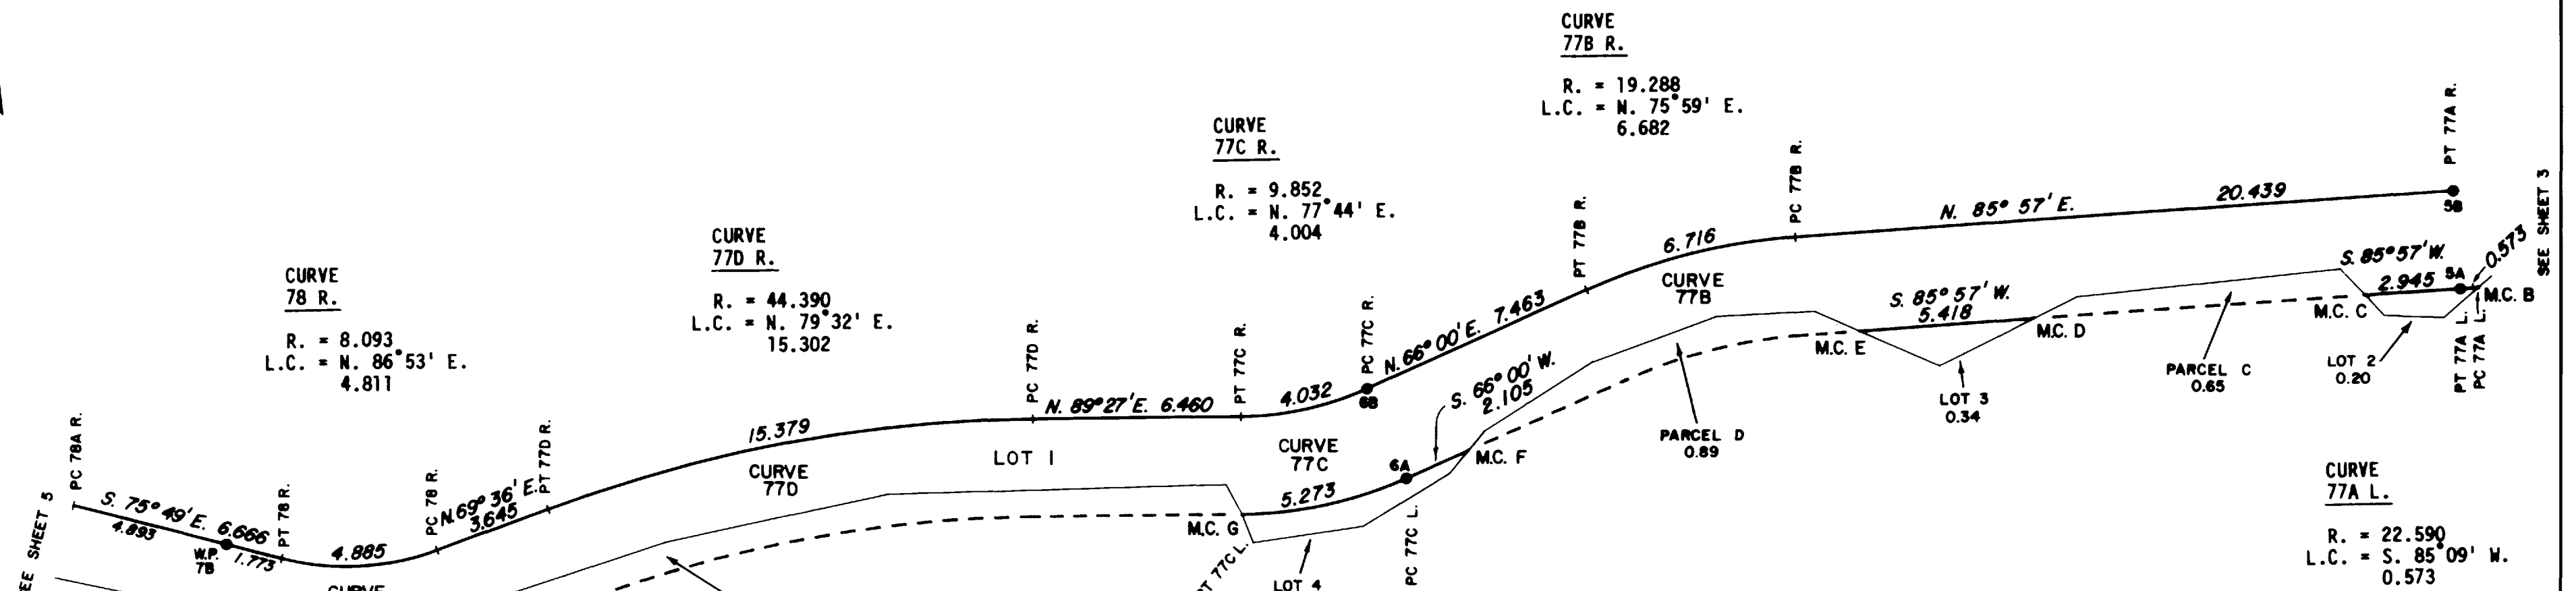 CURVE
77B R.
R. = 19.288
L.C. = N. 75°59' E.
6.682
CURVE
77C R.
R. = 9.852
L.C. = N. 77°44' E.
4.004
CURVE
77D R.
R. = 44.390
L.C. = N. 79°32' E.
15.302
CURVE
78 R.
R. = 8.093
L.C. = N. 86°53' E.
4.811
SEE SHEET 5
PC 78A R.
S. 75°49' E. 6.666
4.893
W.P.
7B
1.773
PT 78 R.
4.885
CURVE
PC 78 R.
N. 69°36' E.
3.645
PT 77D R.
15.379
CURVE
77D
PC 77D R.
N. 89°27' E. 6.460
LOT 1
PT 77C R.
4.032
CURVE
77C
PC 77C R.
6B
N. 66°00' E. 7.463
PT 77B R.
6.716
CURVE
77B
PC 77B R.
N. 85°57' E.
20.439
PT 77A R.
5B
SEE SHEET 3
0.573
S. 85°57' W.
2.945
5A
M.C. B
M.C. C
PT 77A L.
PC 77A L.
LOT 2
0.20
PARCEL C
0.65
S. 85°57' W.
5.418
M.C. D
M.C. E
LOT 3
0.34
PARCEL D
0.89
S. 66°00' W.
2.105
M.C. F
6A
5.273
M.C. G
PC 77C L.
PT 77C L.
LOT 4
CURVE
77A L.
R. = 22.590
L.C. = S. 85°09' W.
0.573